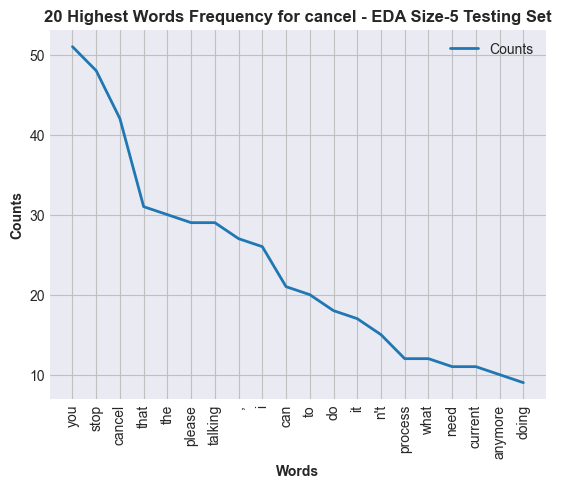 20 Highest Words Frequency for cancel - EDA Size-5 Testing Set
Counts
50
40
30
20
10
Counts
you
stop
cancel
that
the
please
talking
,
i
can
to
do
it
n't
process
what
need
current
anymore
doing
Words